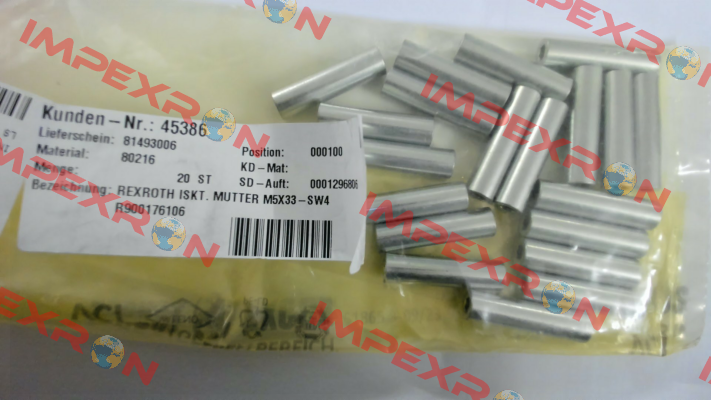 Kunden-Nr.: 45386
Lieferschein: 81493006
Material: 80216
Menge: 20 ST
Position: 000100
KD-Mat:
SD-Auft: 0001296806
Bezeichnung: REXROTH ISKT. MUTTER M5X33-SW4
R900176106
IMPEXRON
IMPEXRON
IMPEXRON
IMPEXRON
IMPEXRON
IMPEXRON